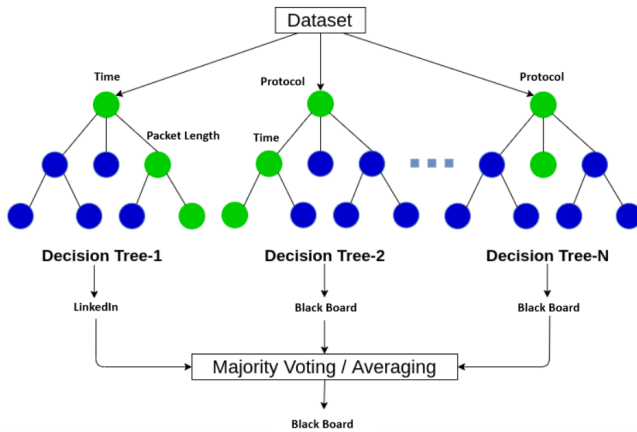 Dataset
Time
Protocol
Protocol
Packet Length
Time
Decision Tree-1
Decision Tree-2
Decision Tree-N
LinkedIn
Black Board
Black Board
Majority Voting / Averaging
Black Board